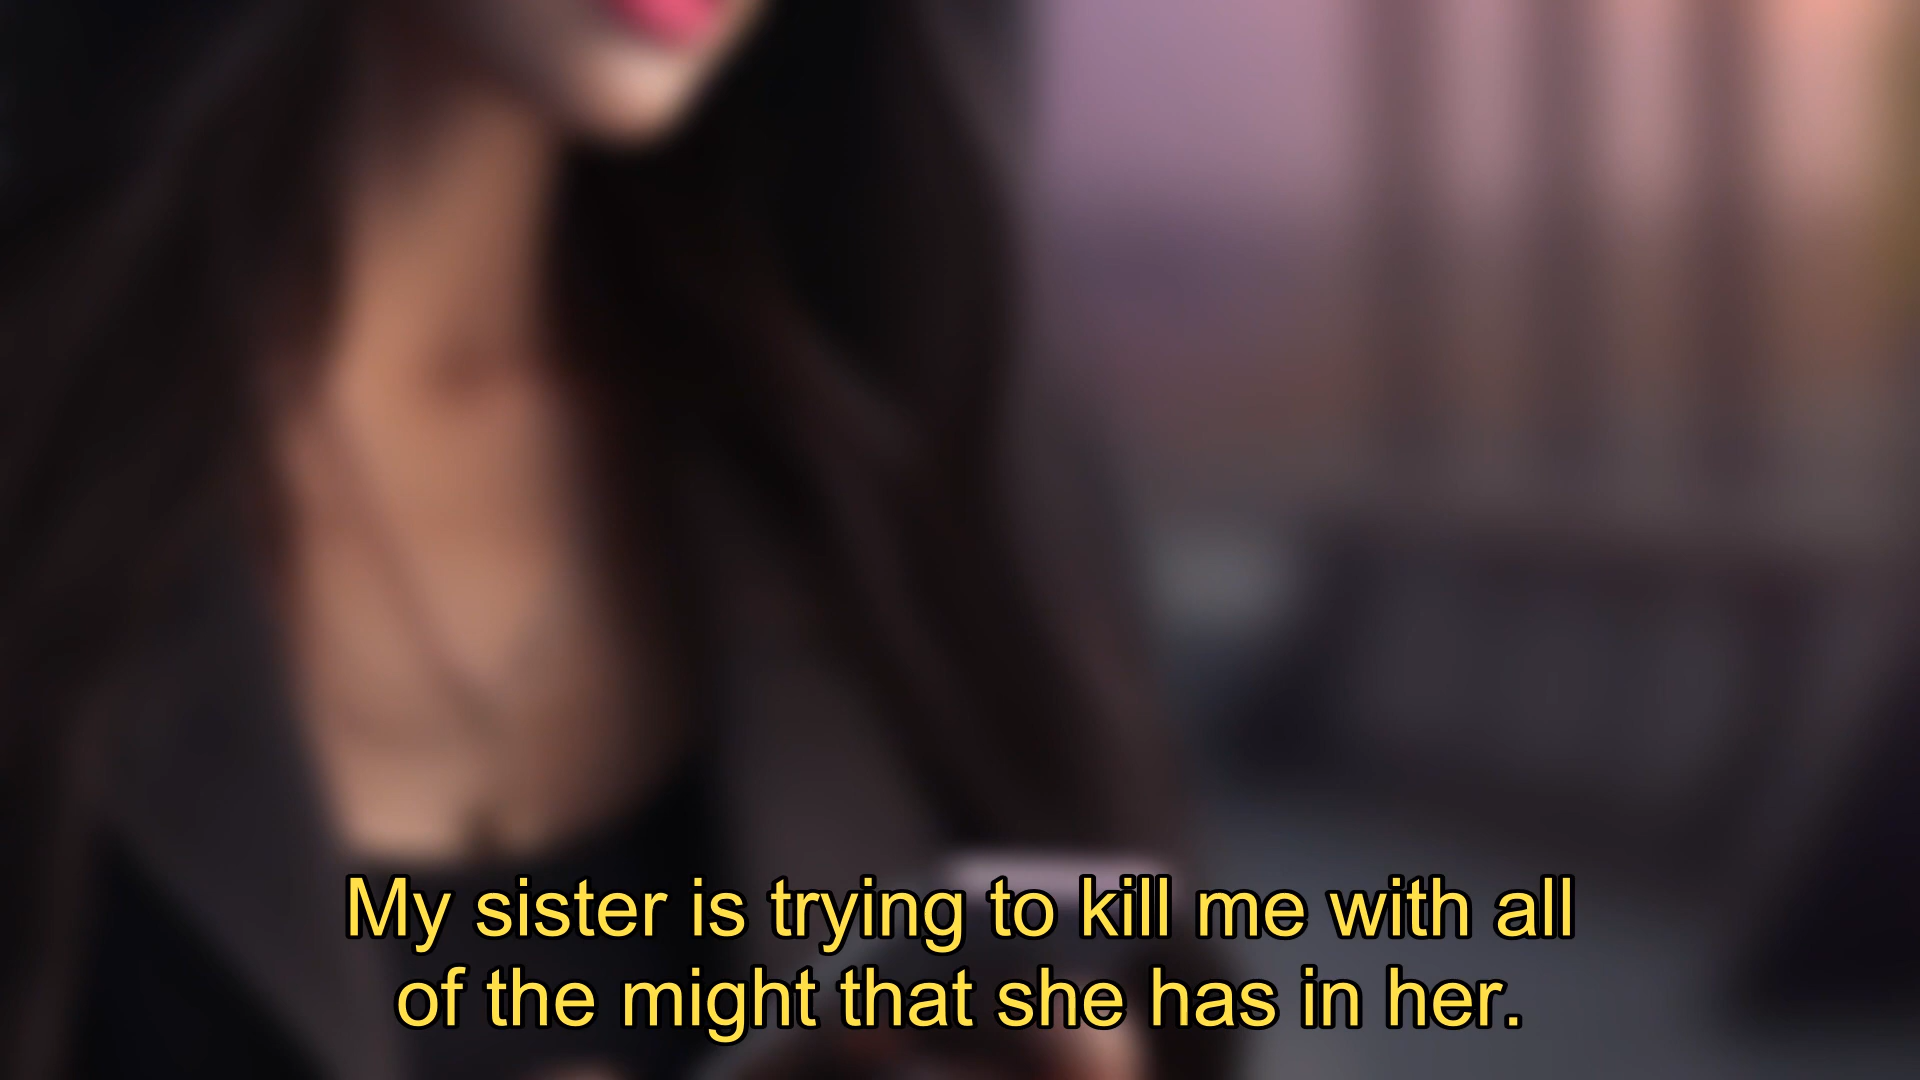 My sister is trying to kill me with all
of the might that she has in her.